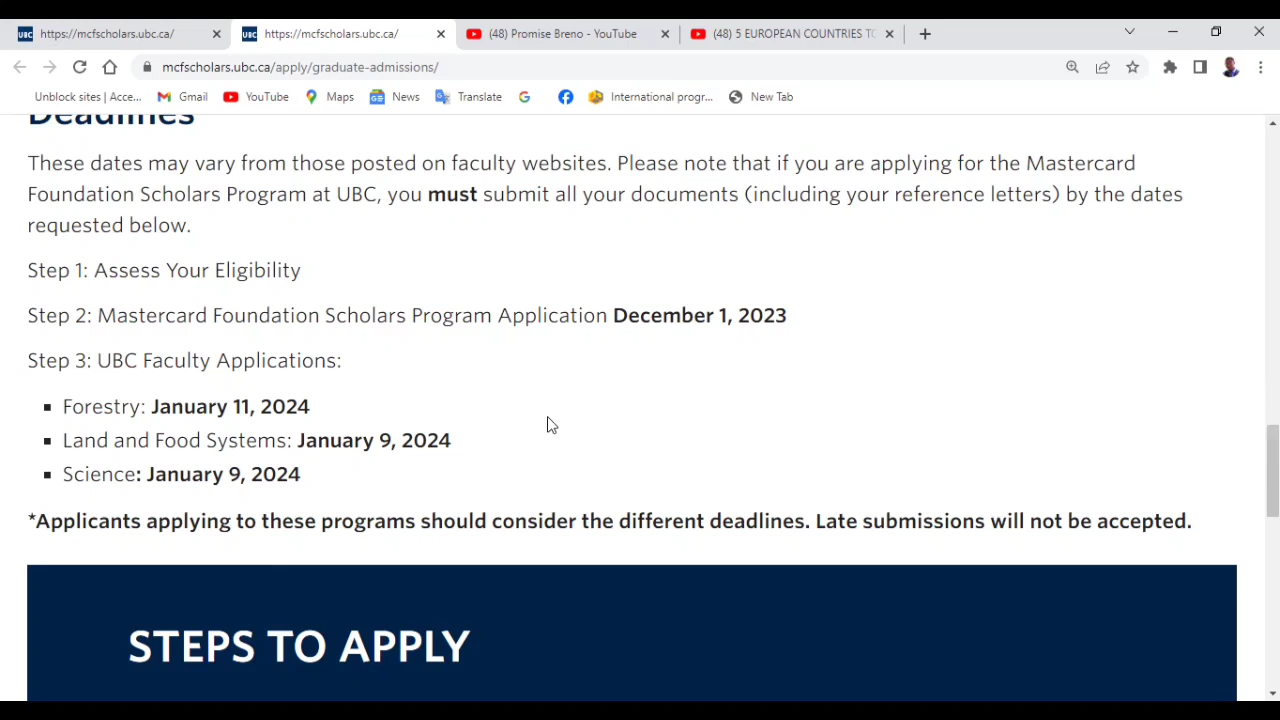 UBC https://mcfscholars.ubc.ca/
UBC https://mcfscholars.ubc.ca/
(48) Promise Breno - YouTube
(48) 5 EUROPEAN COUNTRIES TO
mcfscholars.ubc.ca/apply/graduate-admissions/
Unblock sites | Acce... Gmail YouTube Maps News Translate International progr... New Tab
Deadlines
These dates may vary from those posted on faculty websites. Please note that if you are applying for the Mastercard
Foundation Scholars Program at UBC, you must submit all your documents (including your reference letters) by the dates
requested below.
Step 1: Assess Your Eligibility
Step 2: Mastercard Foundation Scholars Program Application December 1, 2023
Step 3: UBC Faculty Applications:
Forestry: January 11, 2024
Land and Food Systems: January 9, 2024
Science: January 9, 2024
*Applicants applying to these programs should consider the different deadlines. Late submissions will not be accepted.
STEPS TO APPLY